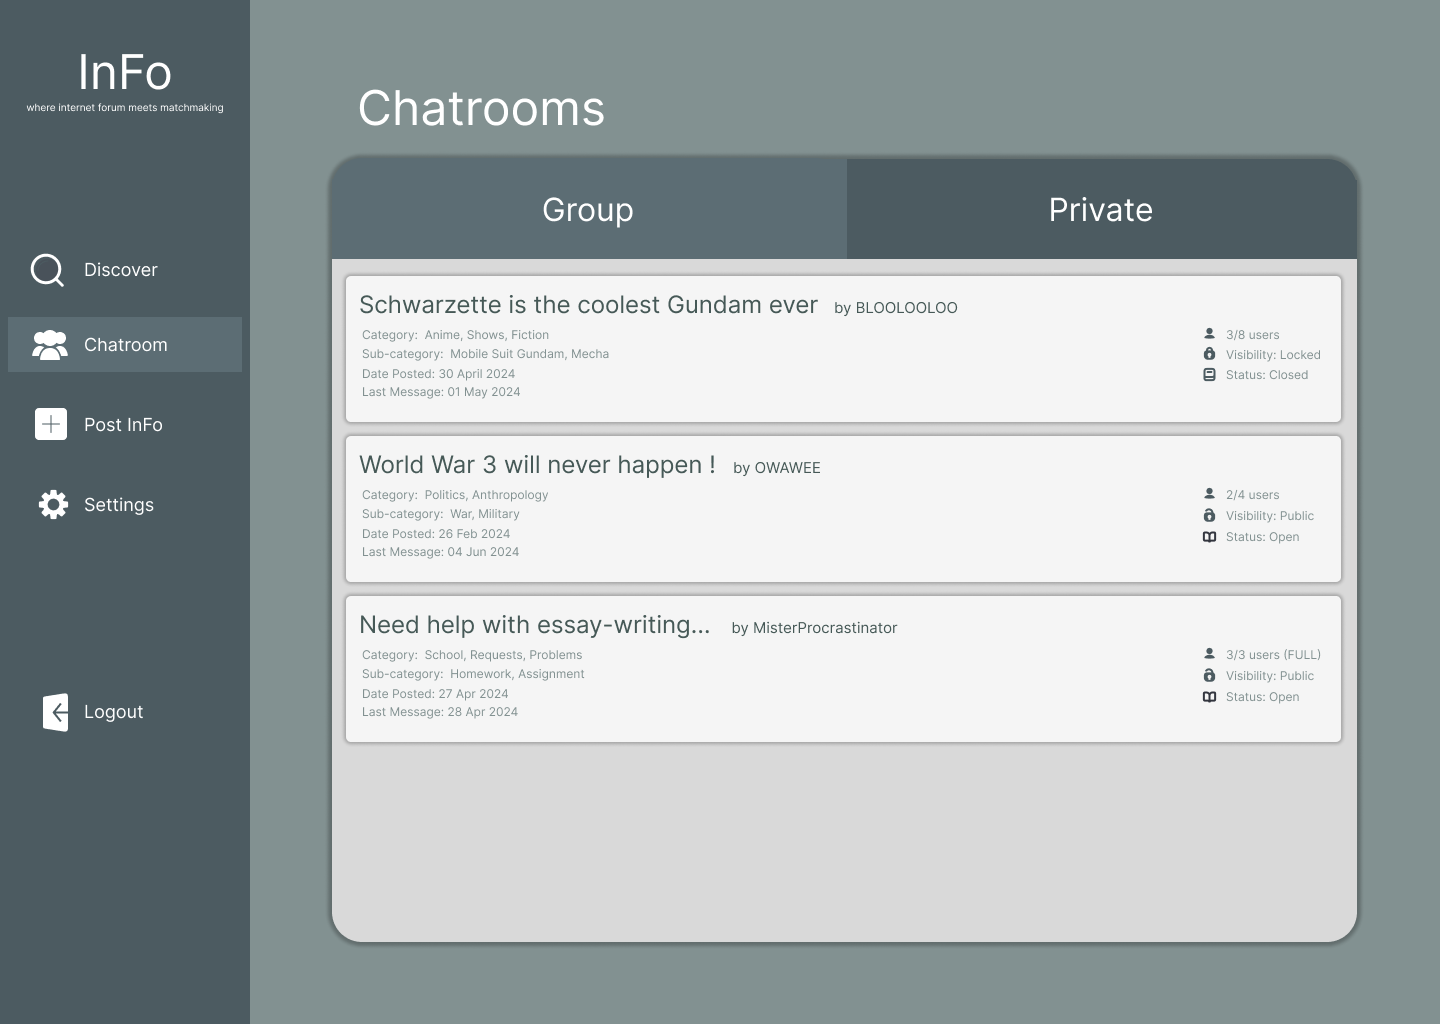 InFo
where internet forum meets matchmaking
Discover
Chatroom
Post InFo
Settings
Logout
Chatrooms
Group
Private
Schwarzette is the coolest Gundam ever by BLOOLOOLOO
Category: Anime, Shows, Fiction
Sub-category: Mobile Suit Gundam, Mecha
Date Posted: 30 April 2024
Last Message: 01 May 2024
3/8 users
Visibility: Locked
Status: Closed
World War 3 will never happen ! by OWAWEE
Category: Politics, Anthropology
Sub-category: War, Military
Date Posted: 26 Feb 2024
Last Message: 04 Jun 2024
2/4 users
Visibility: Public
Status: Open
Need help with essay-writing... by MisterProcrastinator
Category: School, Requests, Problems
Sub-category: Homework, Assignment
Date Posted: 27 Apr 2024
Last Message: 28 Apr 2024
3/3 users (FULL)
Visibility: Public
Status: Open